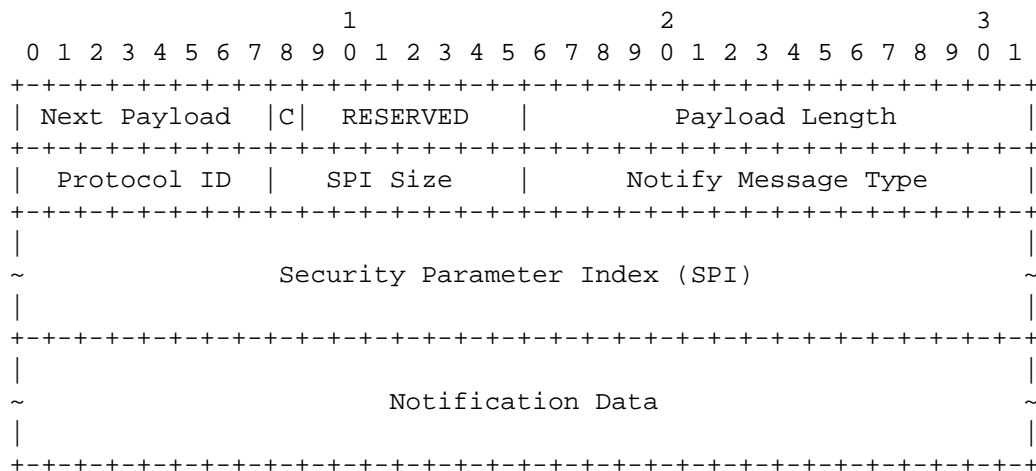 1                   2                   3
 0 1 2 3 4 5 6 7 8 9 0 1 2 3 4 5 6 7 8 9 0 1 2 3 4 5 6 7 8 9 0 1
+-+-+-+-+-+-+-+-+-+-+-+-+-+-+-+-+-+-+-+-+-+-+-+-+-+-+-+-+-+-+-+-+
| Next Payload  |C|  RESERVED   |         Payload Length        |
+-+-+-+-+-+-+-+-+-+-+-+-+-+-+-+-+-+-+-+-+-+-+-+-+-+-+-+-+-+-+-+-+
|  Protocol ID  |   SPI Size    |      Notify Message Type      |
+-+-+-+-+-+-+-+-+-+-+-+-+-+-+-+-+-+-+-+-+-+-+-+-+-+-+-+-+-+-+-+-+
|                                                               |
~                Security Parameter Index (SPI)                 ~
|                                                               |
+-+-+-+-+-+-+-+-+-+-+-+-+-+-+-+-+-+-+-+-+-+-+-+-+-+-+-+-+-+-+-+-+
|                                                               |
~                       Notification Data                       ~
|                                                               |
+-+-+-+-+-+-+-+-+-+-+-+-+-+-+-+-+-+-+-+-+-+-+-+-+-+-+-+-+-+-+-+-+